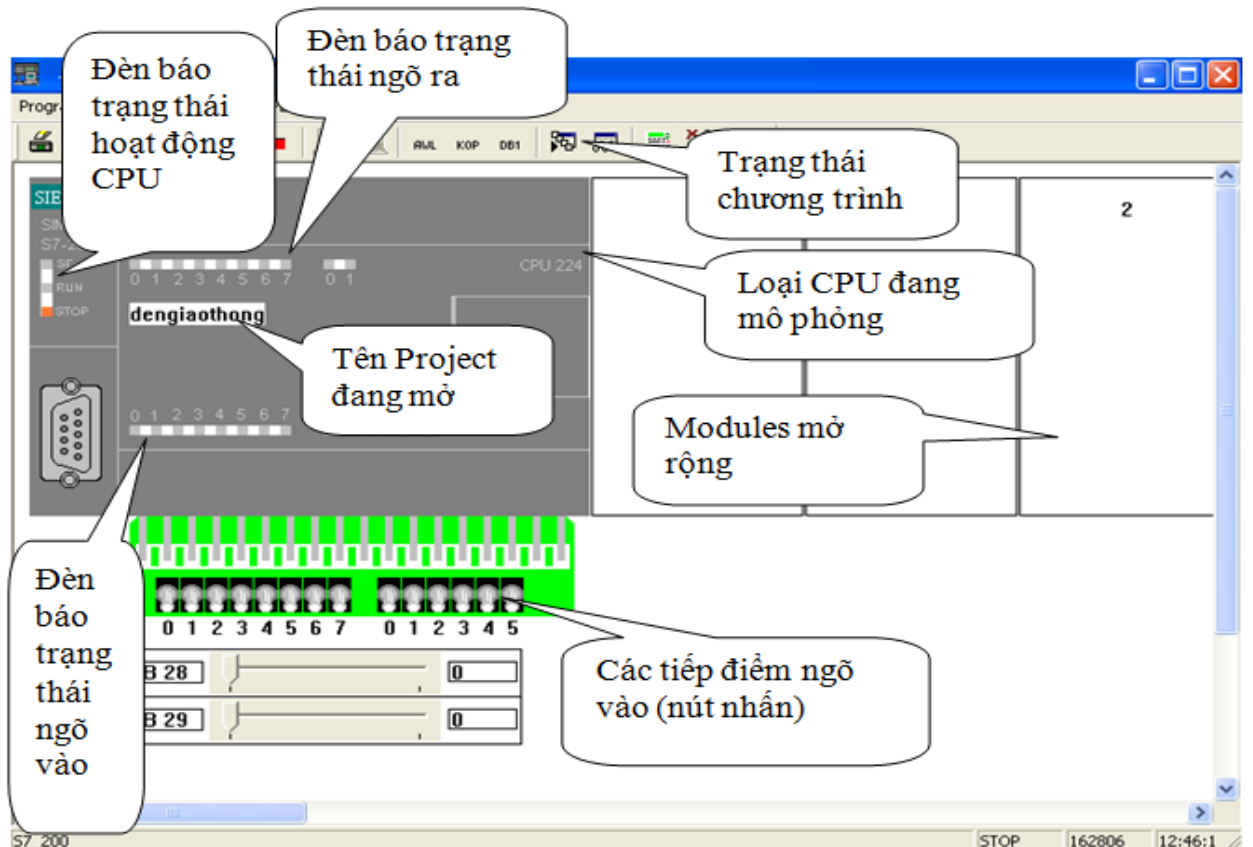 Đèn báo
trạng thái
hoạt động
CPU
Đèn báo trạng
thái ngõ ra
AWL KOP DB1
Trạng thái
chương trình
2
CPU 224
0 1 2 3 4 5 6 7 0 1
RUN
STOP
dengiaothong
Loại CPU đang
mô phỏng
Tên Project
đang mở
0 1 2 3 4 5 6 7
Modules mở
rộng
Đèn
báo
trạng
thái
ngõ
vào
0 1 2 3 4 5 6 7 0 1 2 3 4 5
B 28 0
B 29 0
Các tiếp điểm ngõ
vào (nút nhấn)
S7_200 STOP 162806 12:46:1